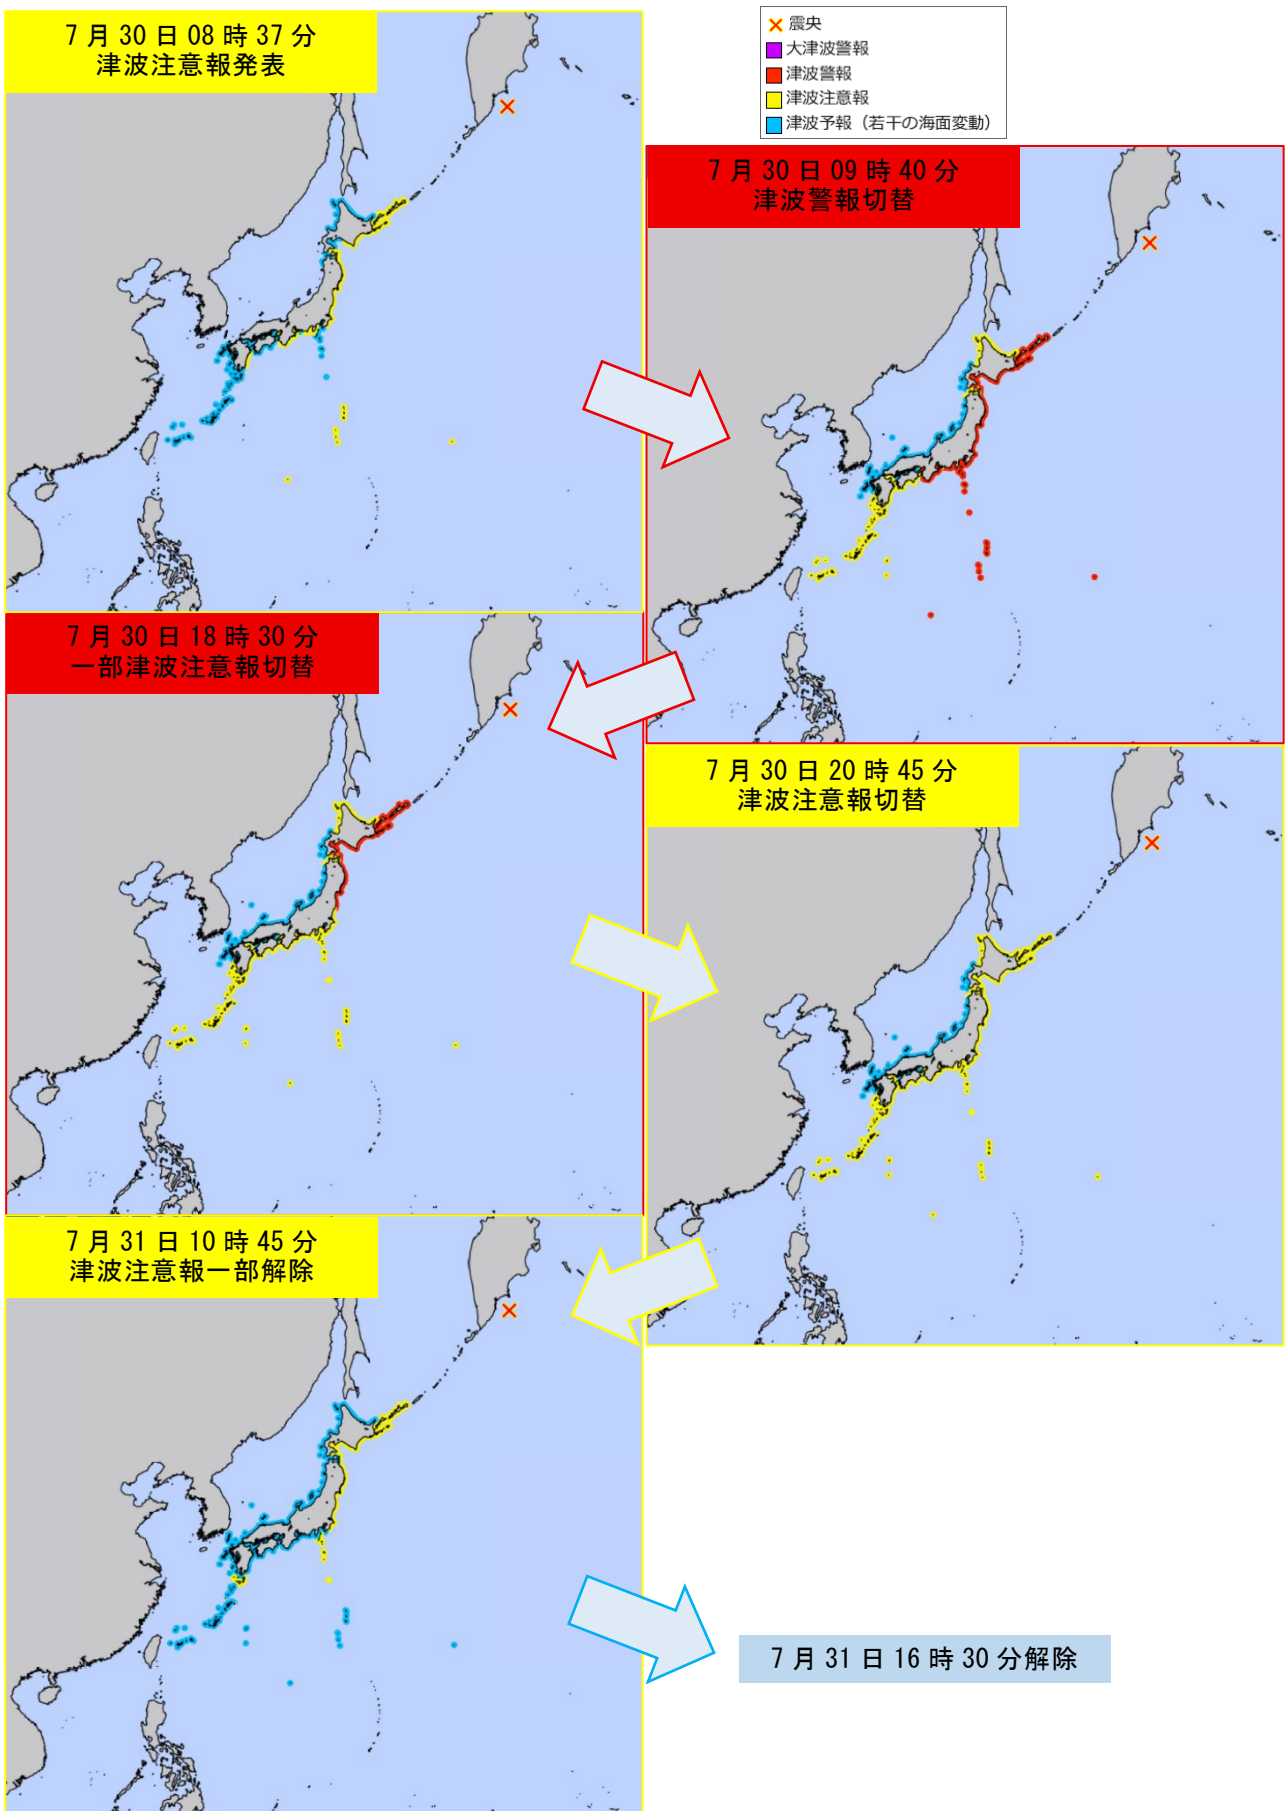 7月30日08時37分
津波注意報発表
震央
大津波警報
津波警報
津波注意報
津波予報（若干の海面変動）
7月30日09時40分
津波警報切替
7月30日18時30分
一部津波注意報切替
7月30日20時45分
津波注意報切替
7月31日10時45分
津波注意報一部解除
7月31日16時30分解除